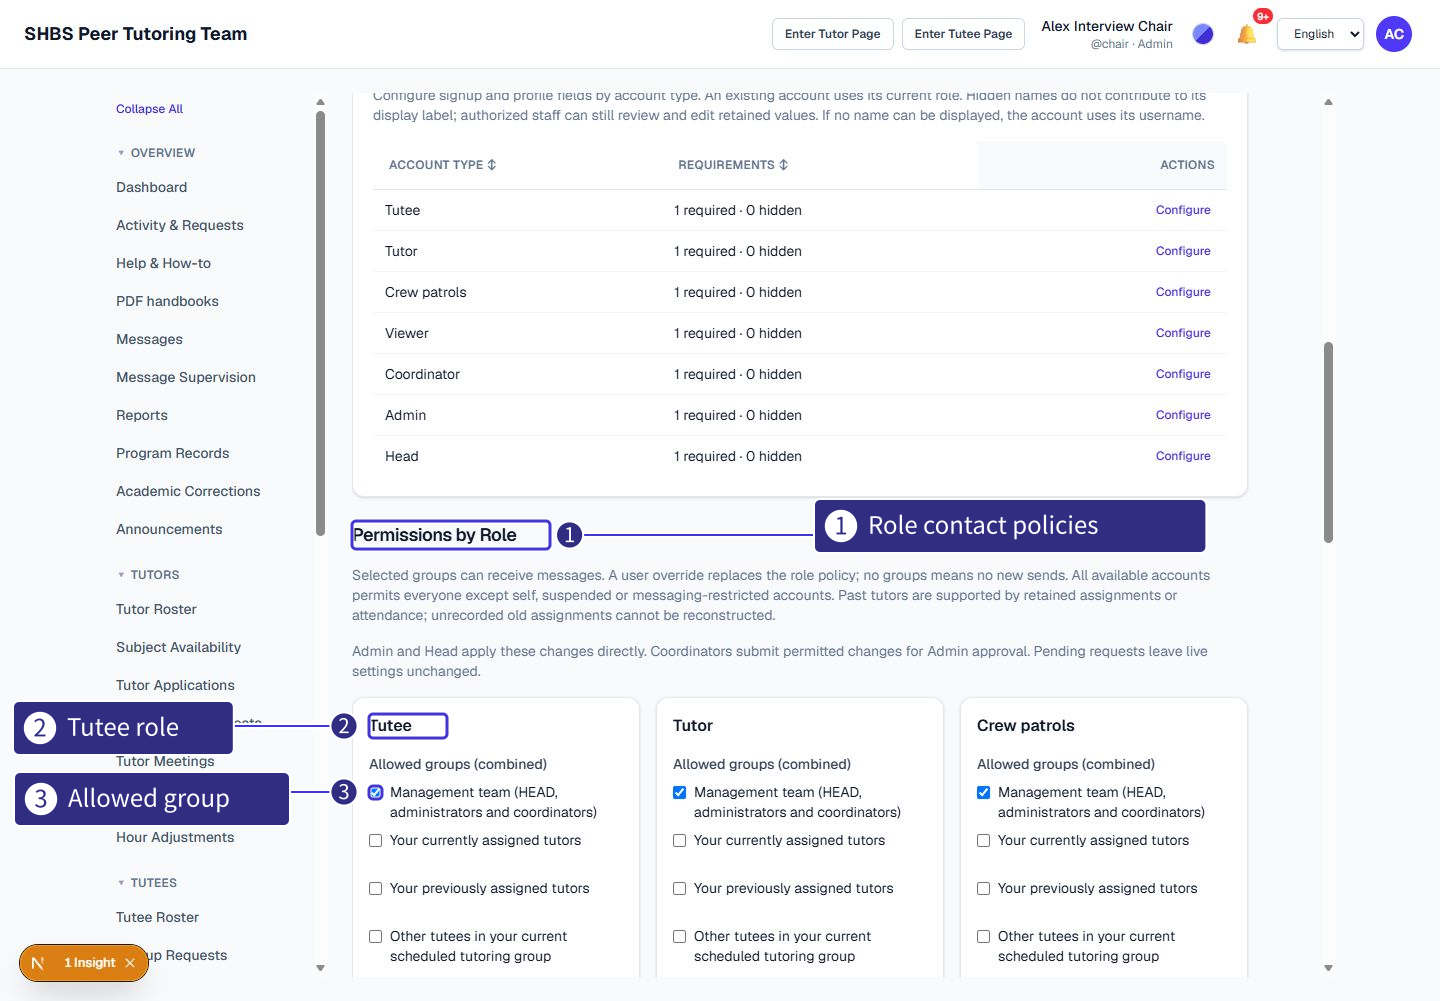 SHBS Peer Tutoring Team
Enter Tutor Page
Enter Tutee Page
Alex Interview Chair
@chair · Admin
9+
English
AC
Collapse All
OVERVIEW
Dashboard
Activity & Requests
Help & How-to
PDF handbooks
Messages
Message Supervision
Reports
Program Records
Academic Corrections
Announcements
TUTORS
Tutor Roster
Subject Availability
Tutor Applications
Tutor Meetings
Hour Adjustments
TUTEES
Tutee Roster
up Requests
1 Insight
Configure signup and profile fields by account type. An existing account uses its current role. Hidden names do not contribute to its
display label; authorized staff can still review and edit retained values. If no name can be displayed, the account uses its username.
ACCOUNT TYPE REQUIREMENTS ACTIONS
Tutee 1 required · 0 hidden Configure
Tutor 1 required · 0 hidden Configure
Crew patrols 1 required · 0 hidden Configure
Viewer 1 required · 0 hidden Configure
Coordinator 1 required · 0 hidden Configure
Admin 1 required · 0 hidden Configure
Head 1 required · 0 hidden Configure
Permissions by Role 1
1 Role contact policies
Selected groups can receive messages. A user override replaces the role policy; no groups means no new sends. All available accounts
permits everyone except self, suspended or messaging-restricted accounts. Past tutors are supported by retained assignments or
attendance; unrecorded old assignments cannot be reconstructed.
Admin and Head apply these changes directly. Coordinators submit permitted changes for Admin approval. Pending requests leave live
settings unchanged.
2 Tutee role
2
3 Allowed group
3
Tutee
Allowed groups (combined)
Management team (HEAD,
administrators and coordinators)
Your currently assigned tutors
Your previously assigned tutors
Other tutees in your current
scheduled tutoring group
Tutor
Allowed groups (combined)
Management team (HEAD,
administrators and coordinators)
Your currently assigned tutors
Your previously assigned tutors
Other tutees in your current
scheduled tutoring group
Crew patrols
Allowed groups (combined)
Management team (HEAD,
administrators and coordinators)
Your currently assigned tutors
Your previously assigned tutors
Other tutees in your current
scheduled tutoring group